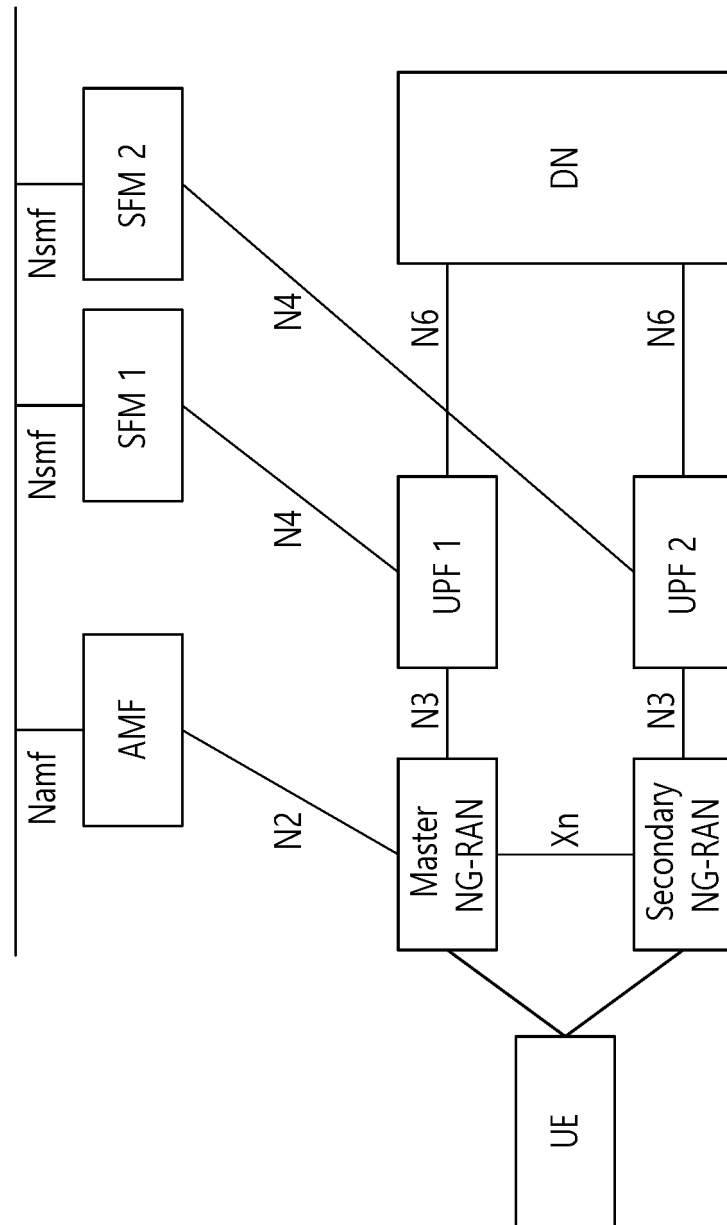 Namf
Nsmf
Nsmf
AMF
SFM 1
SFM 2
N2
N4
N4
Master
NG-RAN
N3
UPF 1
N6
DN
Xn
UE
Secondary
NG-RAN
N3
UPF 2
N6